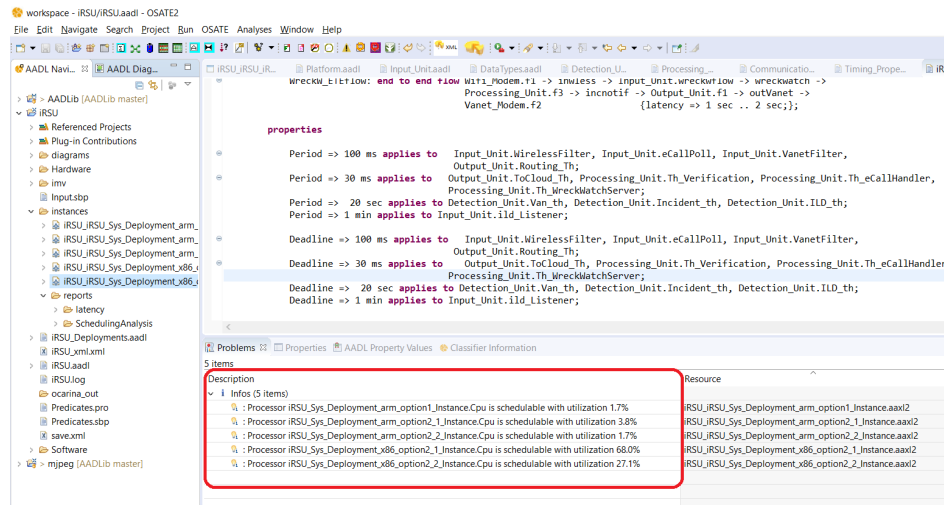 workspace - iRSU/iRSU.aadl - OSATE2
File Edit Navigate Search Project Run OSATE Analyses Window Help
AADL Navi... AADL Diag...
> AADLib [AADLib master]
iRSU
Referenced Projects
Plug-in Contributions
diagrams
Hardware
imv
Input.sbp
instances
iRSU_iRSU_Sys_Deployment_arm_
iRSU_iRSU_Sys_Deployment_arm_
iRSU_iRSU_Sys_Deployment_arm_
iRSU_iRSU_Sys_Deployment_x86_
iRSU_iRSU_Sys_Deployment_x86_
reports
latency
SchedulingAnalysis
iRSU_Deployments.aadl
iRSU_xml.xml
iRSU.aadl
iRSU.log
ocarina_out
Predicates.pro
Predicates.sbp
save.xml
Software
> mjpeg [AADLib master]
iRSU_iRSU_iR... Platform.aadl Input_Unit.aadl DataTypes.aadl Detection_U... Processing_... Communicatio... Timing_Prope... iR
WreckW_ETEflow: end to end flow Wifi_Modem.f1 -> inWless -> Input_Unit.wreckwflow -> wreckwatch ->
Processing_Unit.f3 -> incnotif -> Output_Unit.f1 -> outVanet ->
Vanet_Modem.f2 {latency => 1 sec .. 2 sec;};
properties
Period => 100 ms applies to Input_Unit.WirelessFilter, Input_Unit.eCallPoll, Input_Unit.VanetFilter,
Output_Unit.Routing_Th;
Period => 30 ms applies to Output_Unit.ToCloud_Th, Processing_Unit.Th_Verification, Processing_Unit.Th_eCallHandler,
Processing_Unit.Th_WreckWatchServer;
Period => 20 sec applies to Detection_Unit.Van_th, Detection_Unit.Incident_th, Detection_Unit.ILD_th;
Period => 1 min applies to Input_Unit.ild_Listener;
Deadline => 100 ms applies to Input_Unit.WirelessFilter, Input_Unit.eCallPoll, Input_Unit.VanetFilter,
Output_Unit.Routing_Th;
Deadline => 30 ms applies to Output_Unit.ToCloud_Th, Processing_Unit.Th_Verification, Processing_Unit.Th_eCallHandler
Processing_Unit.Th_WreckWatchServer;
Deadline => 20 sec applies to Detection_Unit.Van_th, Detection_Unit.Incident_th, Detection_Unit.ILD_th;
Deadline => 1 min applies to Input_Unit.ild_Listener;
Problems Properties AADL Property Values Classifier Information
5 items
Description Resource
Infos (5 items)
: Processor iRSU_Sys_Deployment_arm_option1_Instance.Cpu is schedulable with utilization 1.7% iRSU_iRSU_Sys_Deployment_arm_option1_Instance.aaxl2
: Processor iRSU_Sys_Deployment_arm_option2_1_Instance.Cpu is schedulable with utilization 3.8% iRSU_iRSU_Sys_Deployment_arm_option2_1_Instance.aaxl2
: Processor iRSU_Sys_Deployment_arm_option2_2_Instance.Cpu is schedulable with utilization 1.7% iRSU_iRSU_Sys_Deployment_arm_option2_2_Instance.aaxl2
: Processor iRSU_Sys_Deployment_x86_option2_1_Instance.Cpu is schedulable with utilization 68.0% iRSU_iRSU_Sys_Deployment_x86_option2_1_Instance.aaxl2
: Processor iRSU_Sys_Deployment_x86_option2_2_Instance.Cpu is schedulable with utilization 27.1% iRSU_iRSU_Sys_Deployment_x86_option2_2_Instance.aaxl2